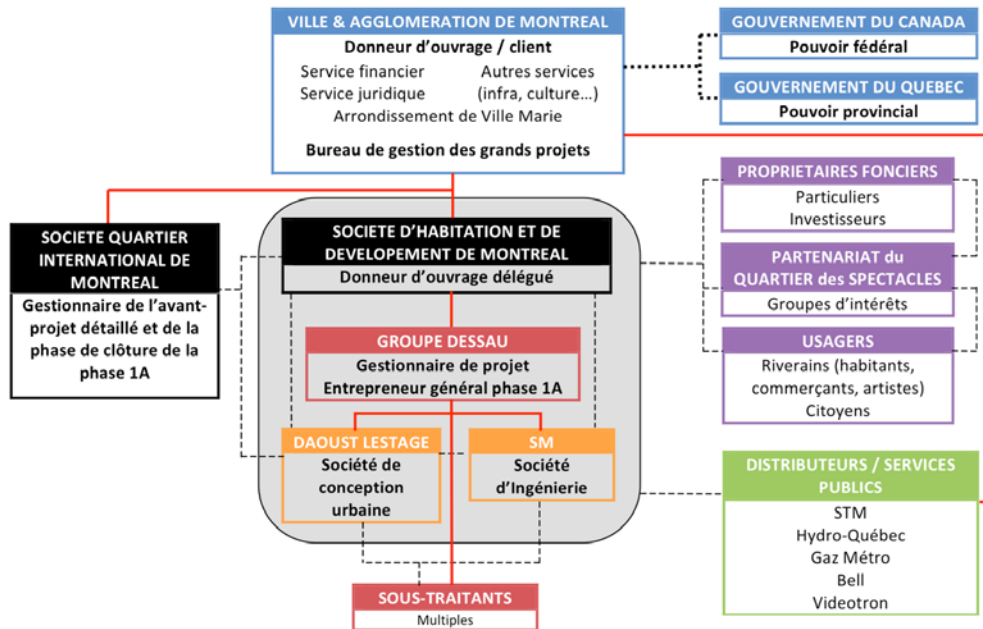 VILLE & AGGLOMERATION DE MONTREAL
Donneur d'ouvrage / client
Service financier
Autres services
Service juridique
(infra, culture...)
Arrondissement de Ville Marie
Bureau de gestion des grands projets
GOUVERNEMENT DU CANADA
Pouvoir fédéral
GOUVERNEMENT DU QUEBEC
Pouvoir provincial
SOCIETE QUARTIER
INTERNATIONAL DE
MONTREAL
Gestionnaire de l'avant-
projet détaillé et de la
phase de clôture de la
phase 1A
SOCIETE D'HABITATION ET DE
DEVELOPEMENT DE MONTREAL
Donneur d'ouvrage délégué
GROUPE DESSAU
Gestionnaire de projet
Entrepreneur général phase 1A
DAOUST LESTAGE
Société de
conception
urbaine
SM
Société
d'Ingénierie
SOUS-TRAITANTS
Multiples
PROPRIETAIRES FONCIERS
Particuliers
Investisseurs
PARTENARIAT du
QUARTIER des SPECTACLES
Groupes d'intérêts
USAGERS
Riverains (habitants,
commerçants, artistes)
Citoyens
DISTRIBUTEURS / SERVICES
PUBLICS
STM
Hydro-Québec
Gaz Métro
Bell
Videotron